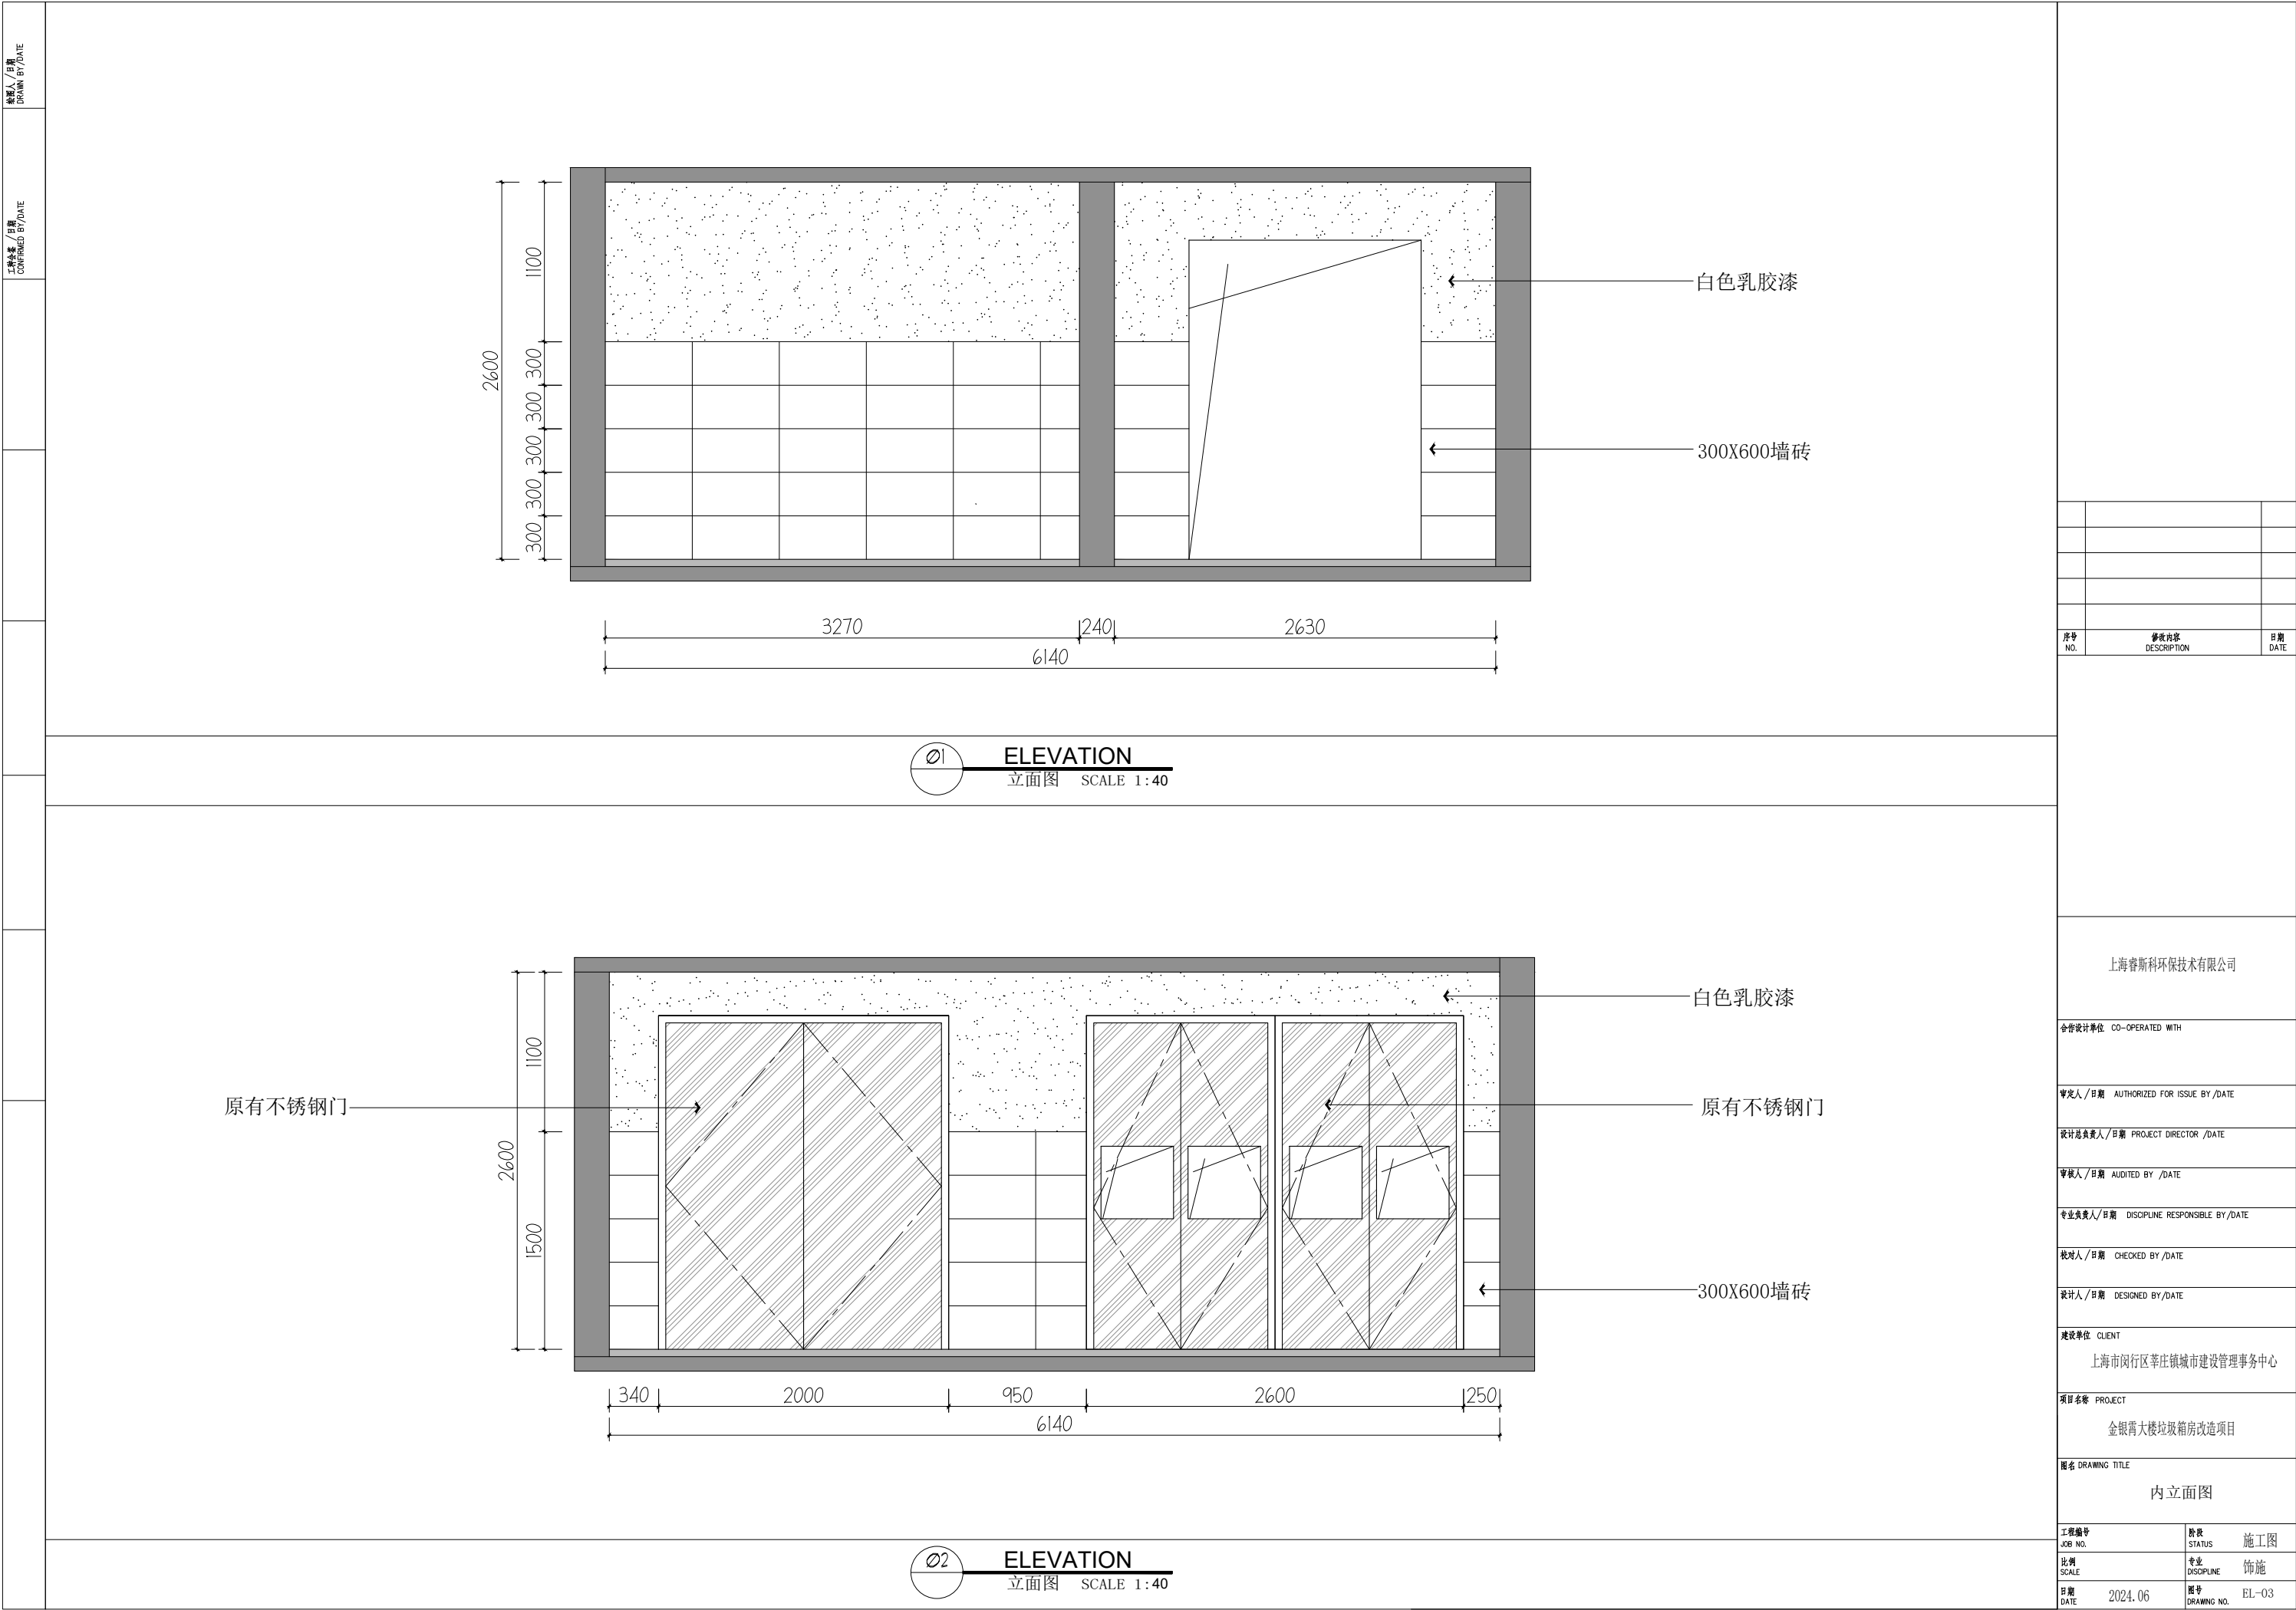 绘图人 / 日期
DRAWN BY/DATE
工种会签 / 日期
CONFIRMED BY/DATE
2600
1100
300
300
300
300
300
白色乳胶漆
300X600墙砖
3270
240
2630
6140
01
ELEVATION
立面图 SCALE 1:40
2600
1100
1500
原有不锈钢门
白色乳胶漆
原有不锈钢门
300X600墙砖
340
2000
950
2600
250
6140
02
ELEVATION
立面图 SCALE 1:40
序号
NO.
修改内容
DESCRIPTION
日期
DATE
上海睿斯科环保技术有限公司
合作设计单位 CO-OPERATED WITH
审定人 / 日期 AUTHORIZED FOR ISSUE BY /DATE
设计总负责人 / 日期 PROJECT DIRECTOR /DATE
审核人 / 日期 AUDITED BY /DATE
专业负责人/ 日期 DISCIPLINE RESPONSIBLE BY/DATE
校对人 / 日期 CHECKED BY /DATE
设计人 / 日期 DESIGNED BY/DATE
建设单位 CLIENT
上海市闵行区莘庄镇城市建设管理事务中心
项目名称 PROJECT
金银霄大楼垃圾箱房改造项目
图名 DRAWING TITLE
内立面图
工程编号
JOB NO.
阶段
STATUS
施工图
比例
SCALE
专业
DISCIPLINE
饰施
日期
DATE
2024.06
图号
DRAWING NO.
EL-03